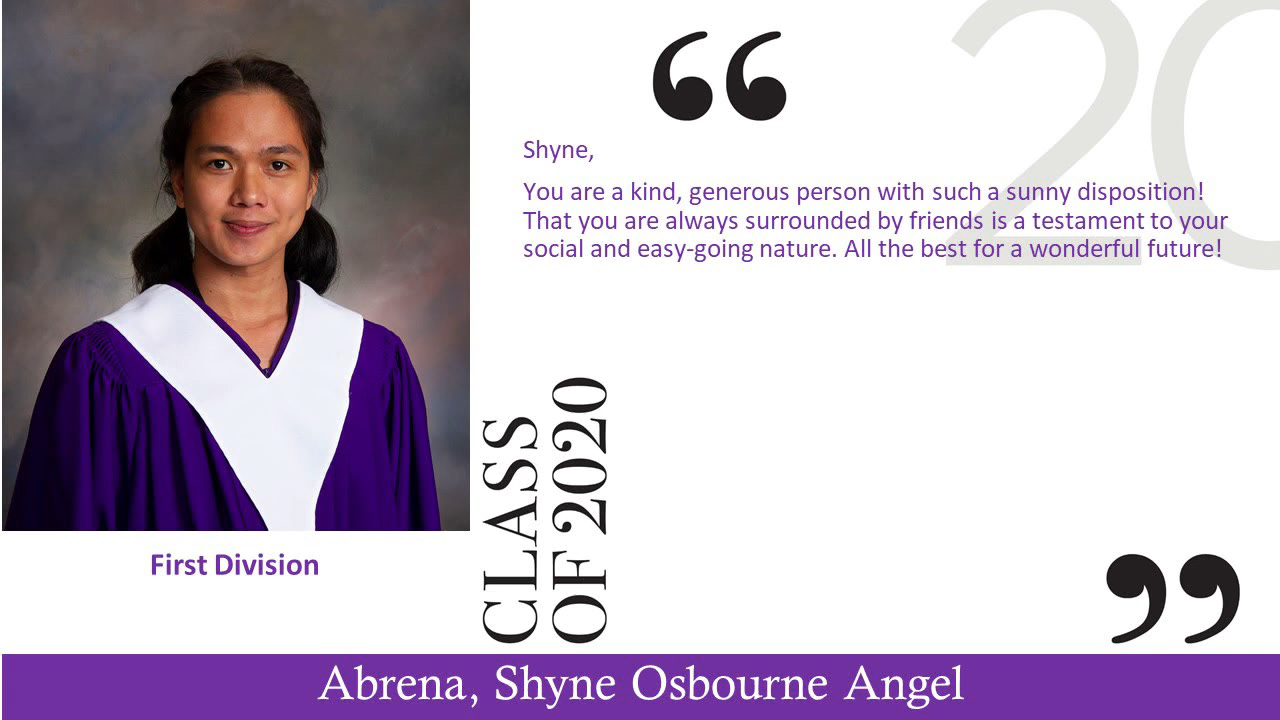 20
“
Shyne,
You are a kind, generous person with such a sunny disposition!
That you are always surrounded by friends is a testament to your
social and easy-going nature. All the best for a wonderful future!
CLASS
OF 2020
”
First Division
Abrena, Shyne Osbourne Angel